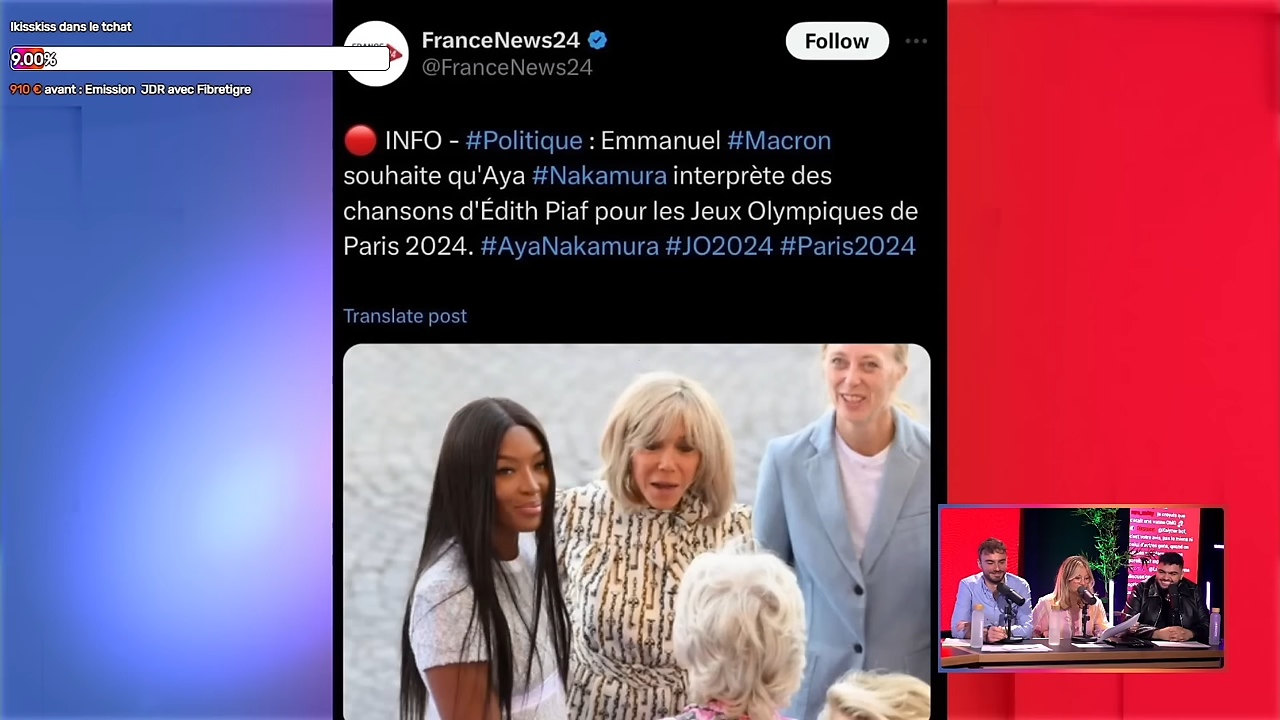 Ikisskiss dans le tchat
9.00%
910 € avant : Emission JDR avec Fibretigre
FranceNews24
@FranceNews24
Follow
🔴 INFO - #Politique : Emmanuel #Macron
souhaite qu'Aya #Nakamura interprète des
chansons d'Édith Piaf pour les Jeux Olympiques de
Paris 2024. #AyaNakamura #JO2024 #Paris2024
Translate post